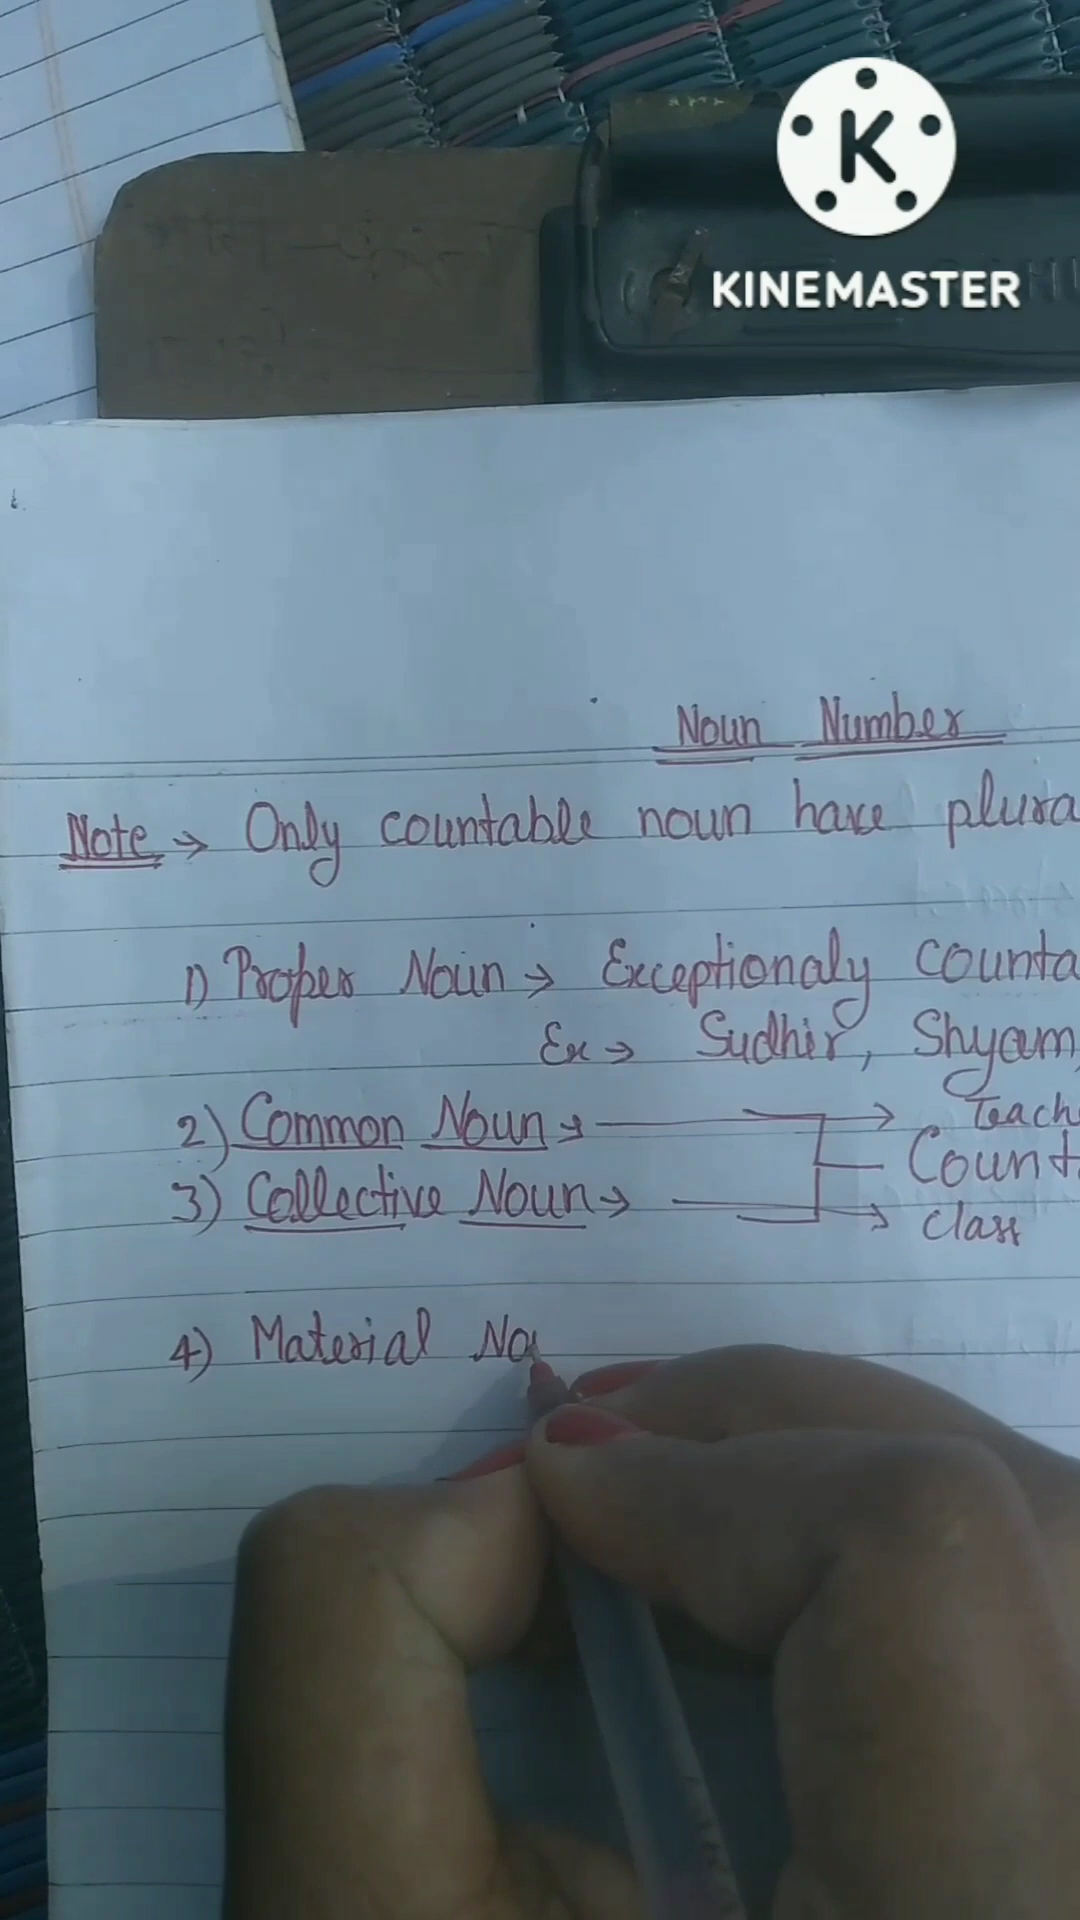 KINEMASTER
Noun Number
Note → Only countable noun have plura
1) Proper Noun → Exceptionaly counta
Ex → Sudhir, Shyam,
2) Common Noun → Teach
Count
3) Collective Noun → Class
4) Material No